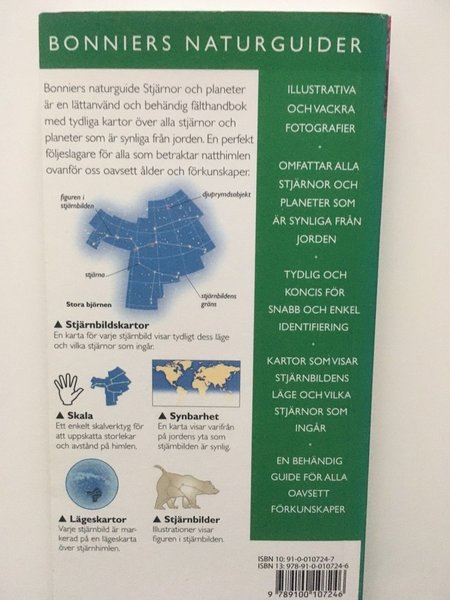 BONNIERS NATURGUIDER
Bonniers naturguide Stjärnor och planeter
är en lättanvänd och behändig fälthandbok
med tydliga kartor över alla stjärnor och
planeter som är synliga från jorden. En perfekt
följeslagare för alla som betraktar natthimlen
ovanför oss oavsett ålder och förkunskaper.
figuren i
stjärnbilden
djuprymdsobjekt
stjärna
stjärnbildens
gräns
Stora björnen
▲ Stjärnbildskartor
En karta för varje stjärnbild visar tydligt dess läge
och vilka stjärnor som ingår.
▲ Skala
Ett enkelt skalverktyg för
att uppskatta storlekar
och avstånd på himlen.
▲ Synbarhet
En karta visar varifrån
på jordens yta som
stjärnbilden är synlig.
▲ Lägeskartor
Varje stjärnbild är mar-
kerad på en lägeskarta
över stjärnhimlen.
▲ Stjärnbilder
Illustrationer visar
figuren i stjärnbilden.
ILLUSTRATIVA
OCH VACKRA
FOTOGRAFIER
•
OMFATTAR ALLA
STJÄRNOR OCH
PLANETER SOM
ÄR SYNLIGA FRÅN
JORDEN
•
TYDLIG OCH
KONCIS FÖR
SNABB OCH ENKEL
IDENTIFIERING
•
KARTOR SOM VISAR
STJÄRNBILDENS
LÄGE OCH VILKA
STJÄRNOR SOM
INGÅR
•
EN BEHÄNDIG
GUIDE FÖR ALLA
OAVSETT
FÖRKUNSKAPER
ISBN 10: 91-0-010724-7
ISBN 13: 978-91-0-010724-6
9 789100 107246